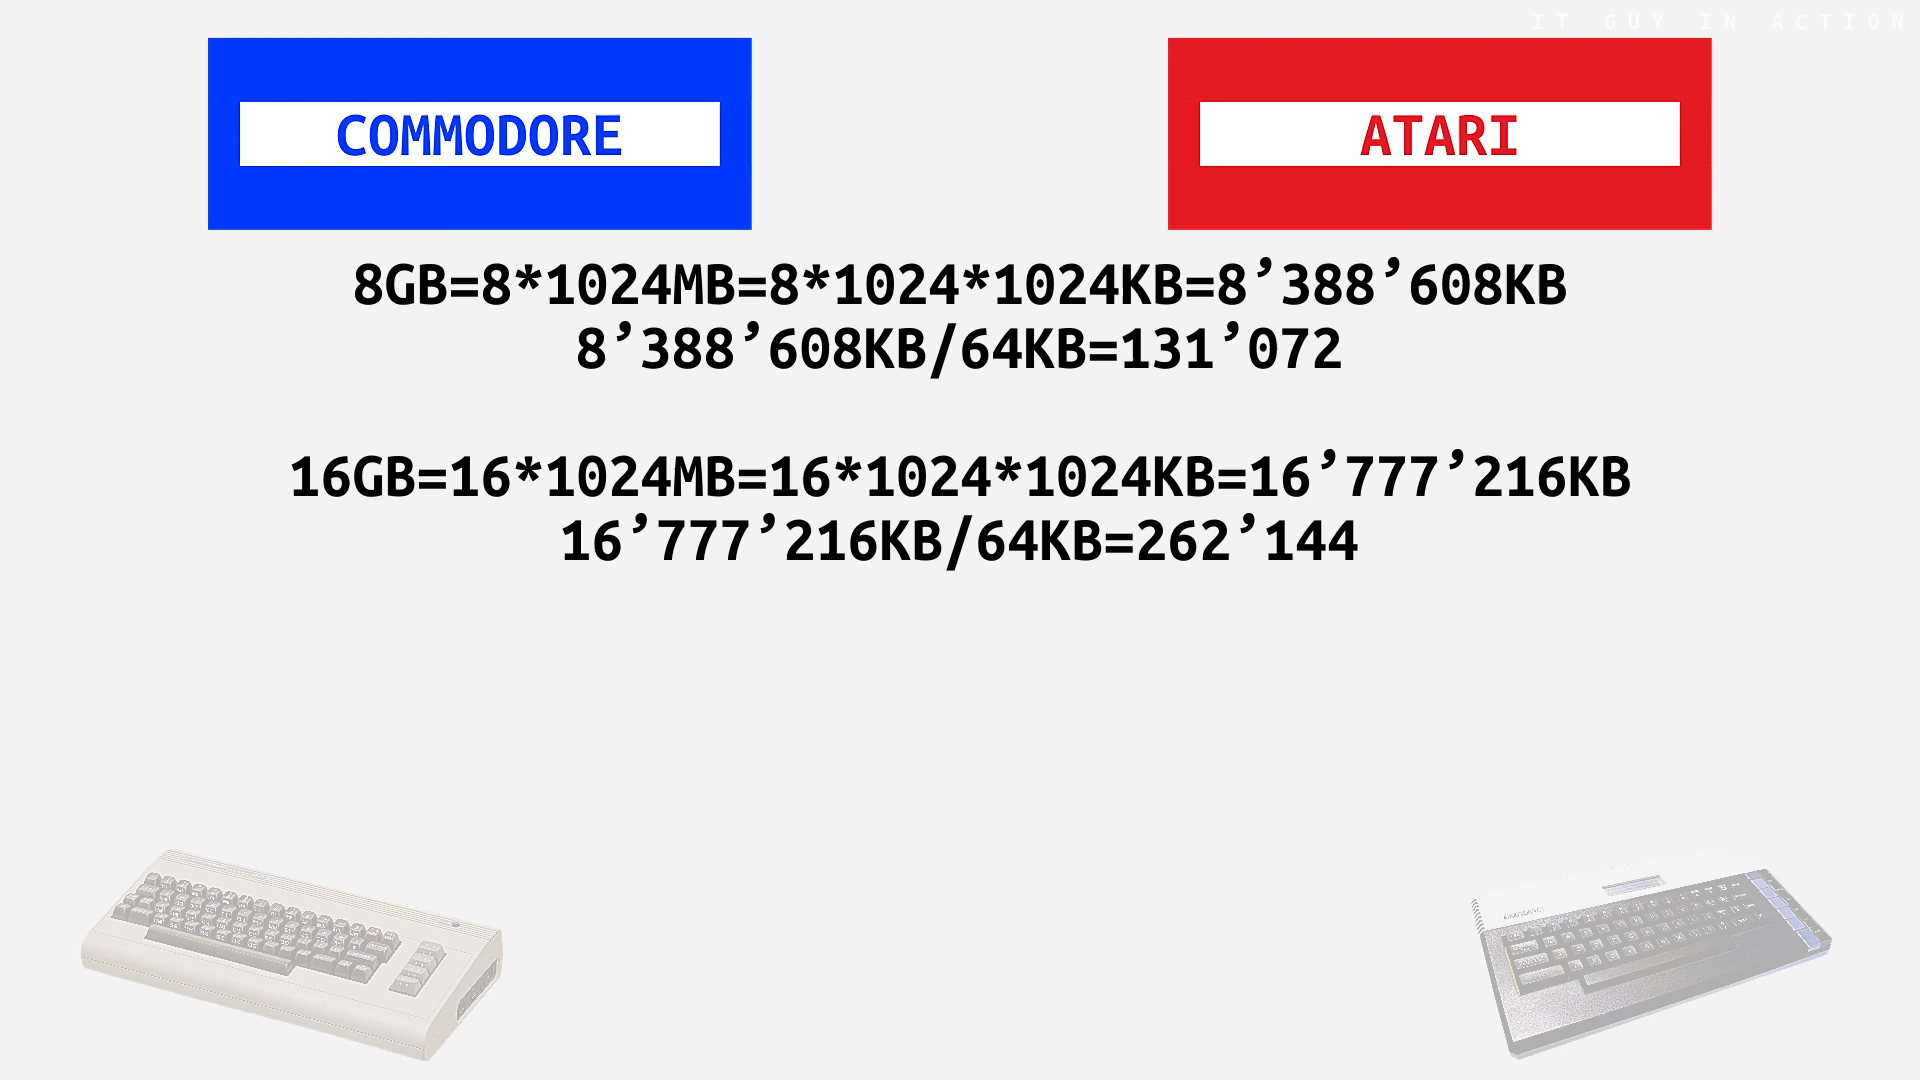 IT GUY IN ACTION
COMMODORE
ATARI
8GB=8*1024MB=8*1024*1024KB=8’388’608KB
8’388’608KB/64KB=131’072
16GB=16*1024MB=16*1024*1024KB=16’777’216KB
16’777’216KB/64KB=262’144